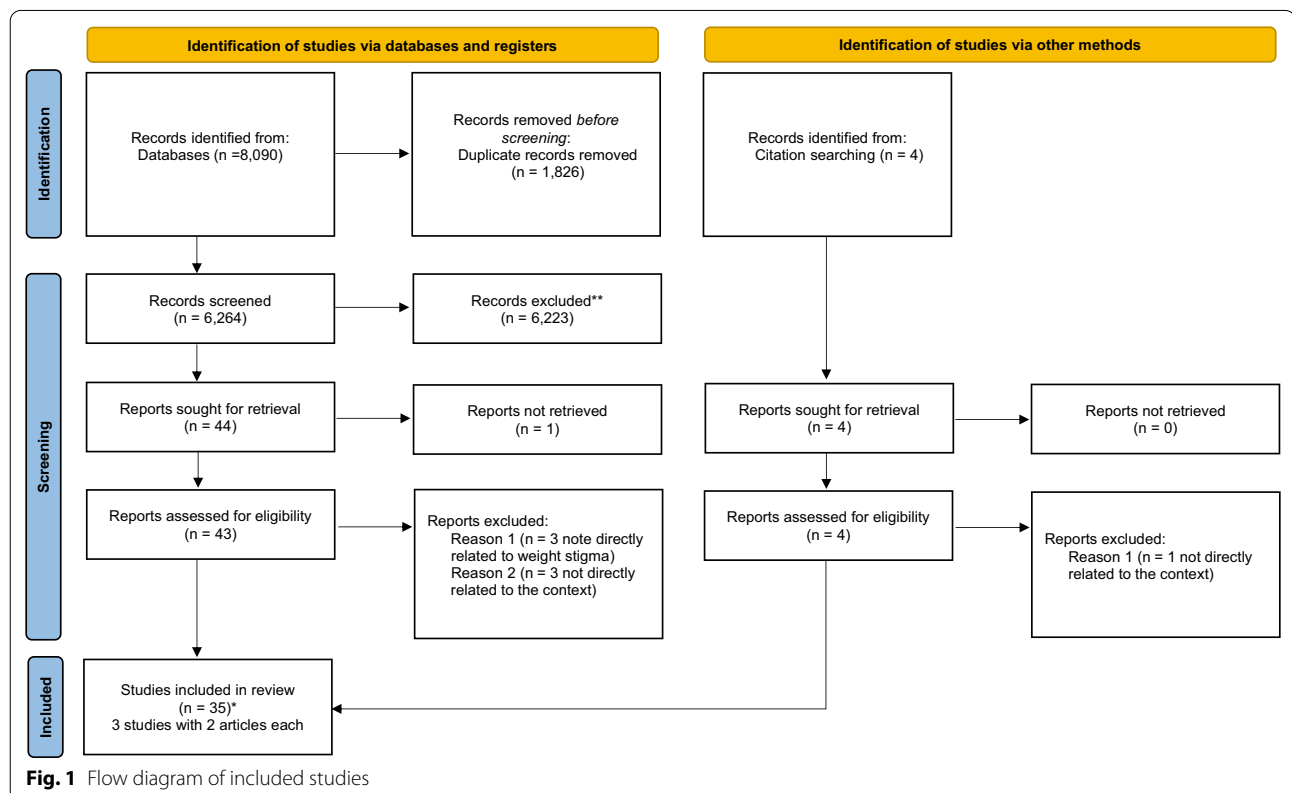 Identification of studies via databases and registers
Identification of studies via other methods
Identification
Records identified from:
Databases (n =8,090)
Records removed before
screening:
Duplicate records removed
(n = 1,826)
Records identified from:
Citation searching (n = 4)
Screening
Records screened
(n = 6,264)
Records excluded**
(n = 6,223)
Reports sought for retrieval
(n = 44)
Reports not retrieved
(n = 1)
Reports sought for retrieval
(n = 4)
Reports not retrieved
(n = 0)
Reports assessed for eligibility
(n = 43)
Reports excluded:
Reason 1 (n = 3 note directly
related to weight stigma)
Reason 2 (n = 3 not directly
related to the context)
Reports assessed for eligibility
(n = 4)
Reports excluded:
Reason 1 (n = 1 not directly
related to the context)
Included
Studies included in review
(n = 35)*
3 studies with 2 articles each
Fig. 1 Flow diagram of included studies